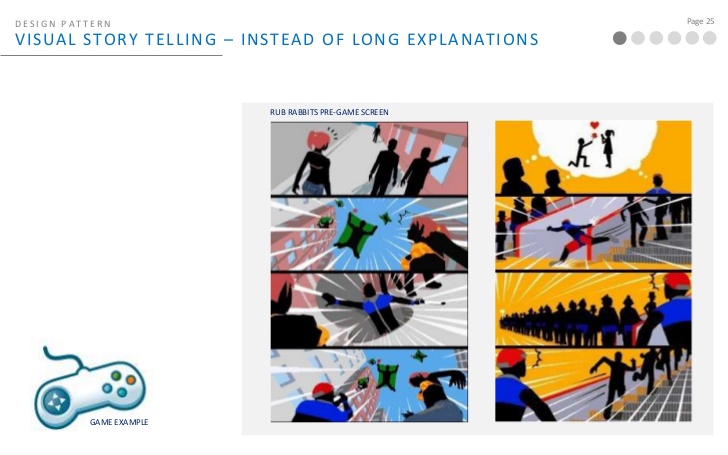 DESIGN PATTERN
VISUAL STORY TELLING – INSTEAD OF LONG EXPLANATIONS
Page 25
RUB RABBITS PRE-GAME SCREEN
GAME EXAMPLE